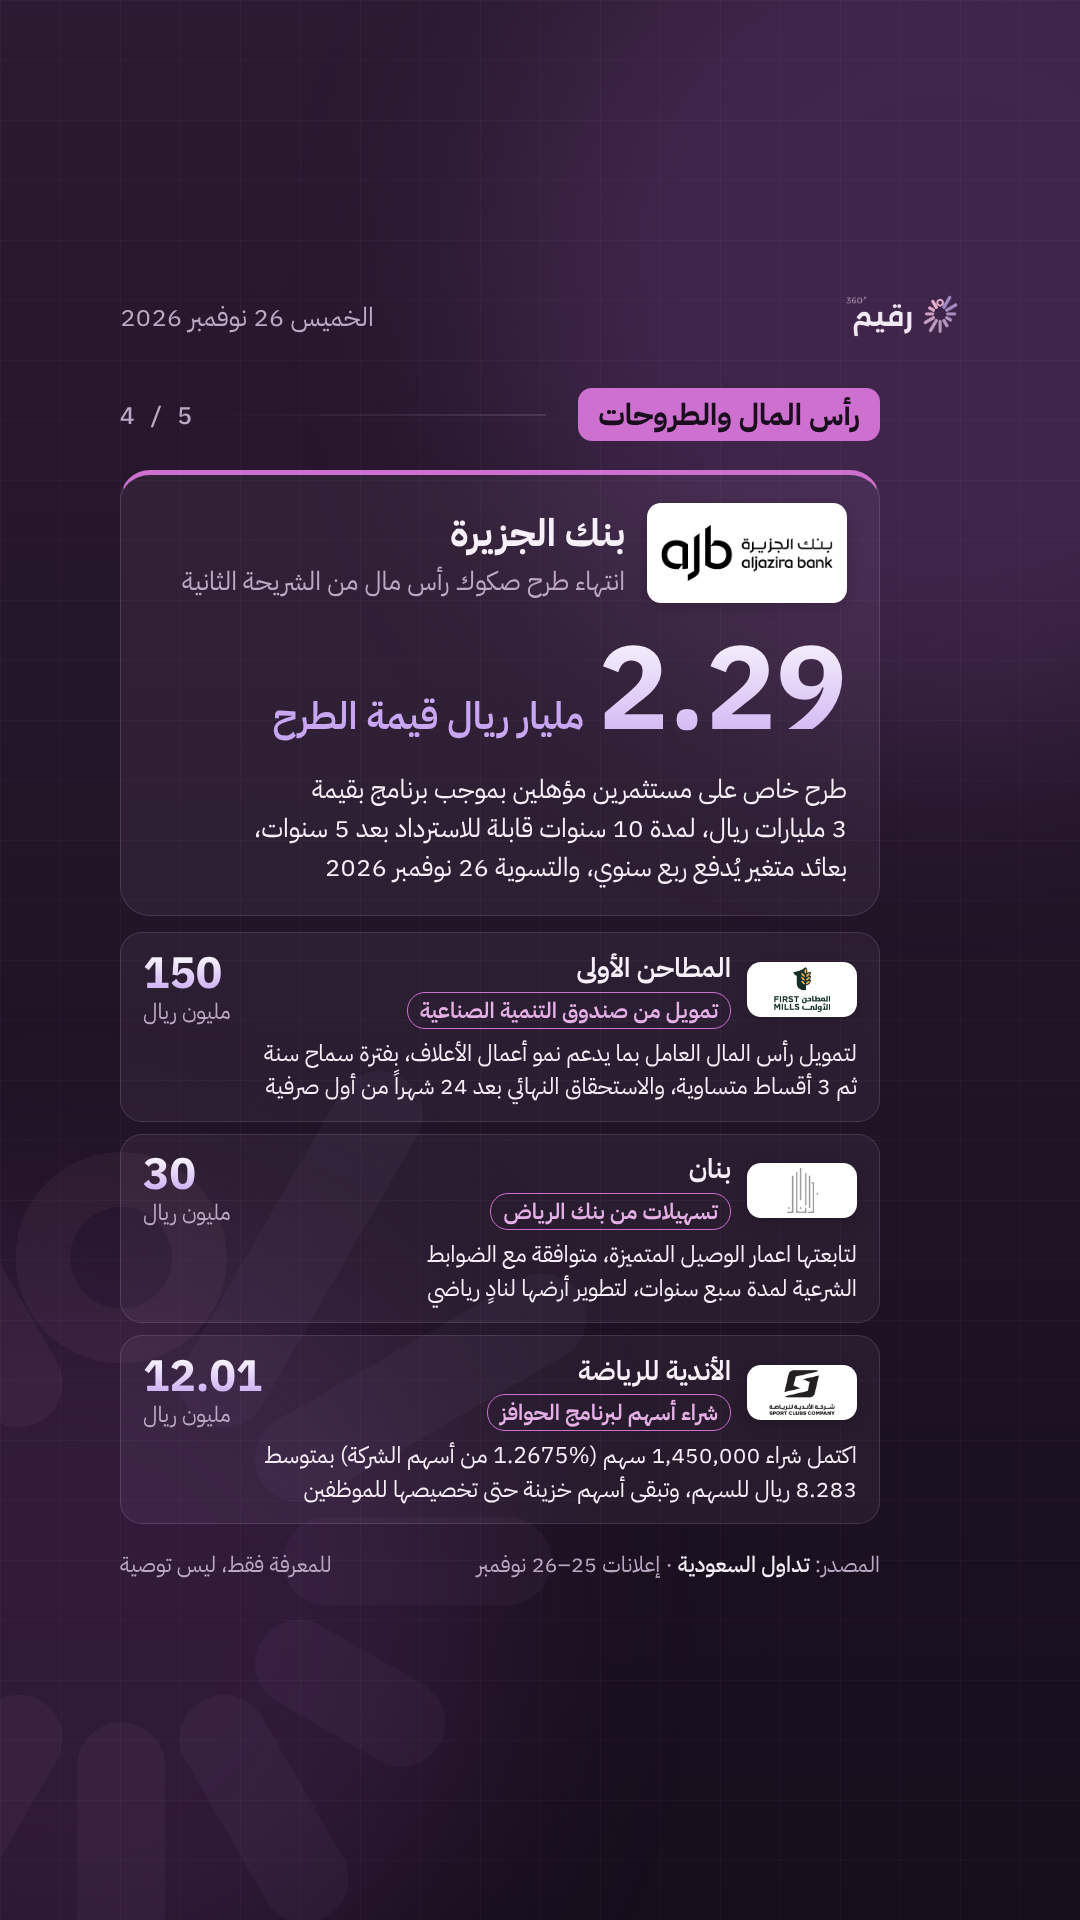 رقيم
360°
الخميس 26 نوفمبر 2026
رأس المال والطروحات
4 / 5
بنك الجزيرة
aljazira bank
ajb
بنك الجزيرة
انتهاء طرح صكوك رأس مال من الشريحة الثانية
2.29 مليار ريال قيمة الطرح
طرح خاص على مستثمرين مؤهلين بموجب برنامج بقيمة
3 مليارات ريال، لمدة 10 سنوات قابلة للاسترداد بعد 5 سنوات،
بعائد متغير يُدفع ربع سنوي، والتسوية 26 نوفمبر 2026
المطاحن FIRST
الأولى MILLS
المطاحن الأولى
تمويل من صندوق التنمية الصناعية
150
مليون ريال
لتمويل رأس المال العامل بما يدعم نمو أعمال الأعلاف، بفترة سماح سنة
ثم 3 أقساط متساوية، والاستحقاق النهائي بعد 24 شهراً من أول صرفية
بنان
تسهيلات من بنك الرياض
30
مليون ريال
لتابعتها اعمار الوصيل المتميزة، متوافقة مع الضوابط
الشرعية لمدة سبع سنوات، لتطوير أرضها لنادٍ رياضي
شركة الأندية للرياضة
SPORT CLUBS COMPANY
الأندية للرياضة
شراء أسهم لبرنامج الحوافز
12.01
مليون ريال
اكتمل شراء 1,450,000 سهم (1.2675% من أسهم الشركة) بمتوسط
8.283 ريال للسهم، وتبقى أسهم خزينة حتى تخصيصها للموظفين
المصدر: تداول السعودية · إعلانات 25–26 نوفمبر
للمعرفة فقط، ليس توصية